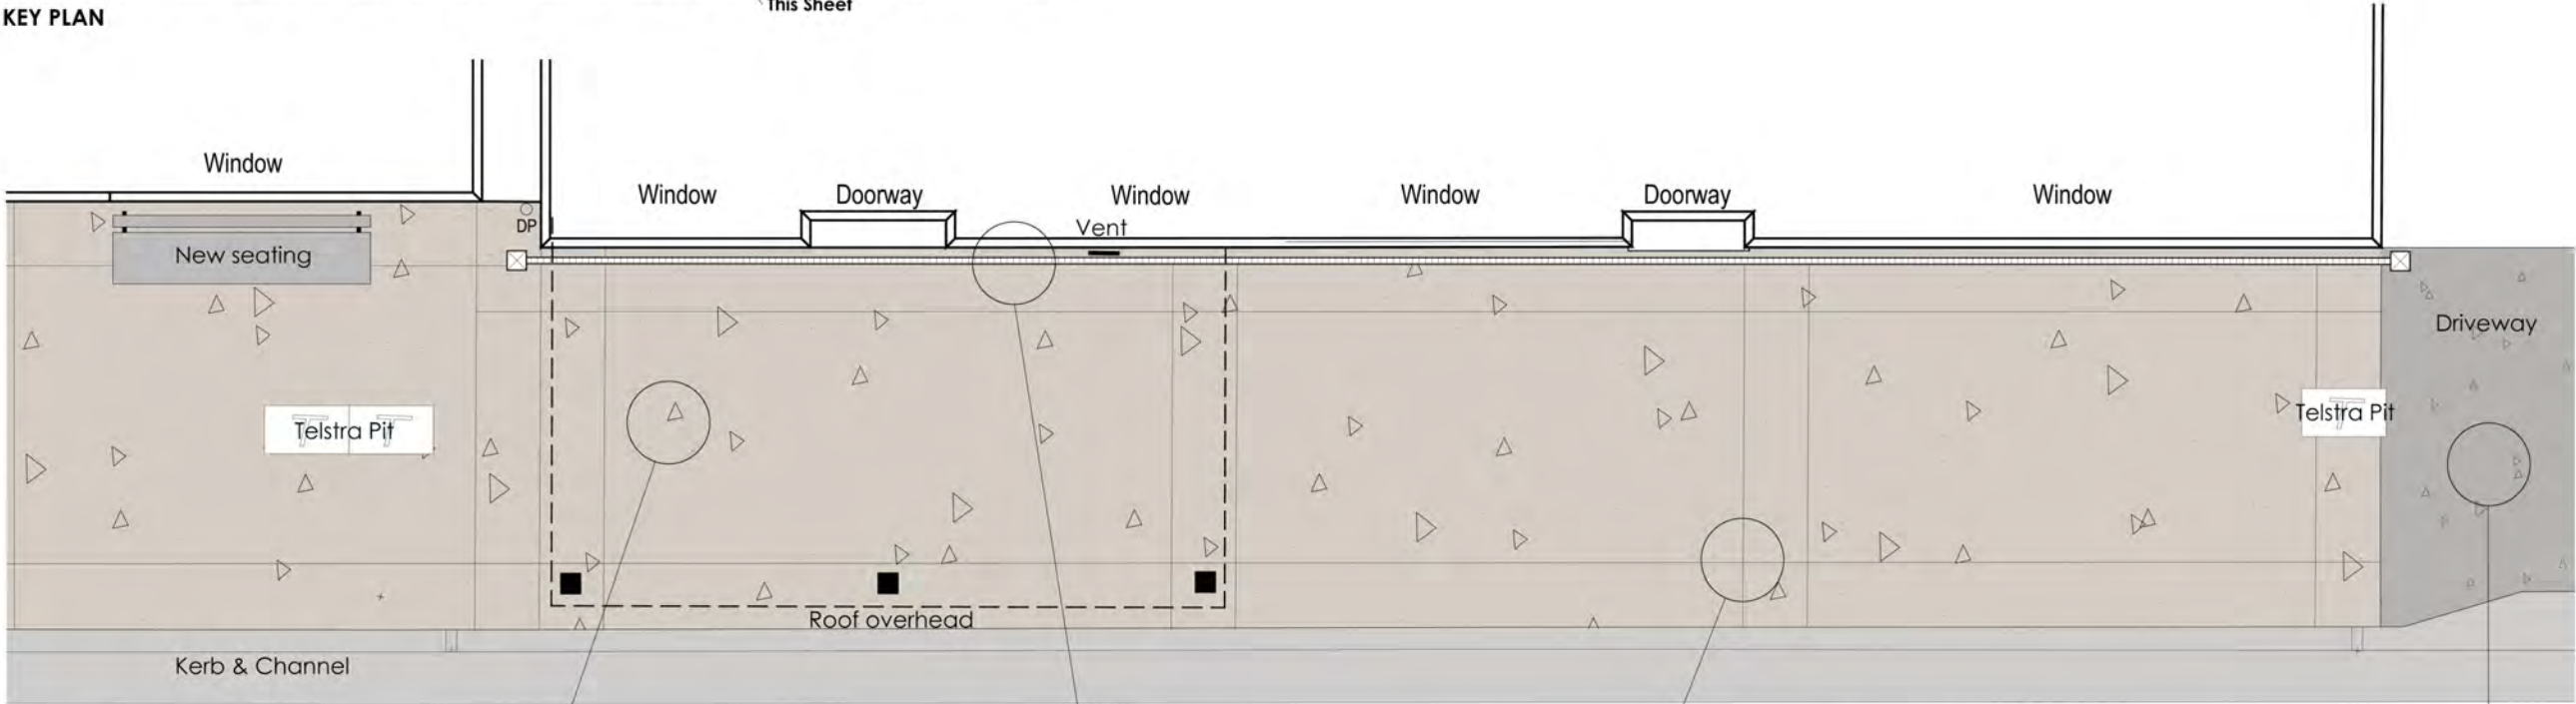 This Sheet
KEY PLAN
Window
Window
Doorway
Window
Window
Doorway
Window
Vent
DP
New seating
Driveway
Telstra Pit
Telstra Pit
Roof overhead
Kerb & Channel